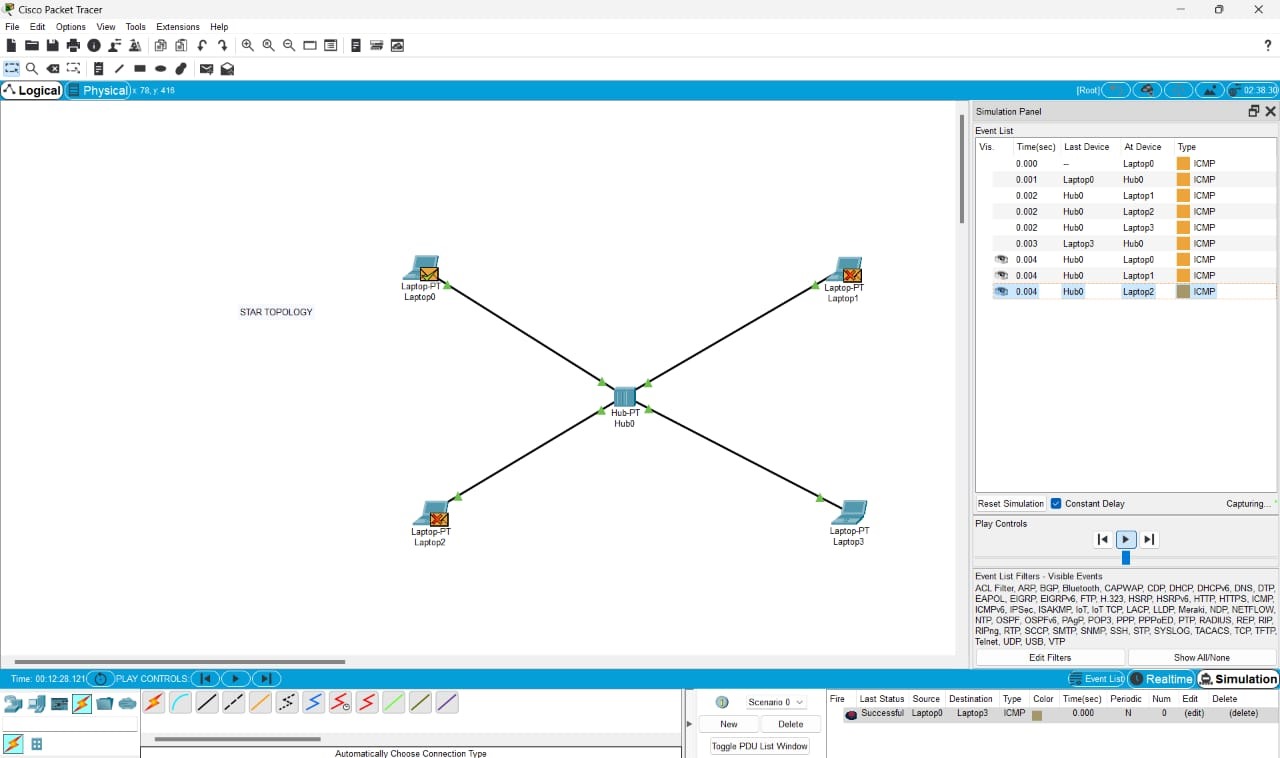 Cisco Packet Tracer
File Edit Options View Tools Extensions Help
?
Logical Physical x 78, y: 416 [Root] 02:38:30
Simulation Panel
Event List
Vis. Time(sec) Last Device At Device Type
0.000 -- Laptop0 ICMP
0.001 Laptop0 Hub0 ICMP
0.002 Hub0 Laptop1 ICMP
0.002 Hub0 Laptop2 ICMP
0.002 Hub0 Laptop3 ICMP
0.003 Laptop3 Hub0 ICMP
0.004 Hub0 Laptop0 ICMP
0.004 Hub0 Laptop1 ICMP
0.004 Hub0 Laptop2 ICMP
Laptop-PT
Laptop0
Laptop-PT
Laptop1
STAR TOPOLOGY
Hub-PT
Hub0
Laptop-PT
Laptop2
Laptop-PT
Laptop3
Reset Simulation Constant Delay Capturing...
Play Controls
Event List Filters - Visible Events
ACL Filter, ARP, BGP, Bluetooth, CAPWAP, CDP, DHCP, DHCPv6, DNS, DTP,
EAPOL, EIGRP, EIGRPv6, FTP, H.323, HSRP, HSRPv6, HTTP, HTTPS, ICMP,
ICMPv6, IPSec, ISAKMP, IoT, IoT TCP, LACP, LLDP, Meraki, NDP, NETFLOW,
NTP, OSPF, OSPFv6, PAgP, POP3, PPP, PPPoED, PTP, RADIUS, REP, RIP,
RIPng, RTP, SCCP, SMTP, SNMP, SSH, STP, SYSLOG, TACACS, TCP, TFTP,
Telnet, UDP, USB, VTP
Edit Filters Show All/None
Time: 00:12:28.121 PLAY CONTROLS: Event List Realtime Simulation
Scenario 0
New Delete
Toggle PDU List Window
Fire Last Status Source Destination Type Color Time(sec) Periodic Num Edit Delete
Successful Laptop0 Laptop3 ICMP 0.000 N 0 (edit) (delete)
Automatically Choose Connection Type